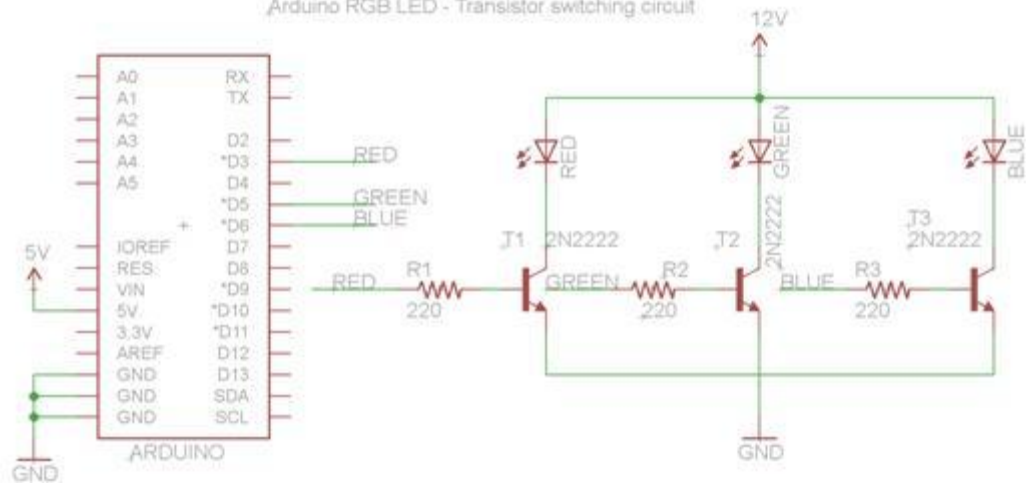 Arduino RGB LED - Transistor switching circuit
12V
A0 RX
A1 TX
A2
A3 D2
A4 *D3 RED
A5 D4
*D5 GREEN
+ *D6 BLUE
IOREF D7
RES D8
VIN *D9
5V *D10
3.3V *D11
AREF D12
GND D13
GND SDA
GND SCL
ARDUINO
5V
GND
RED
GREEN
BLUE
T1 2N2222
T2 2N2222
T3
2N2222
RED R1
220
GREEN R2
220
BLUE R3
220
GND